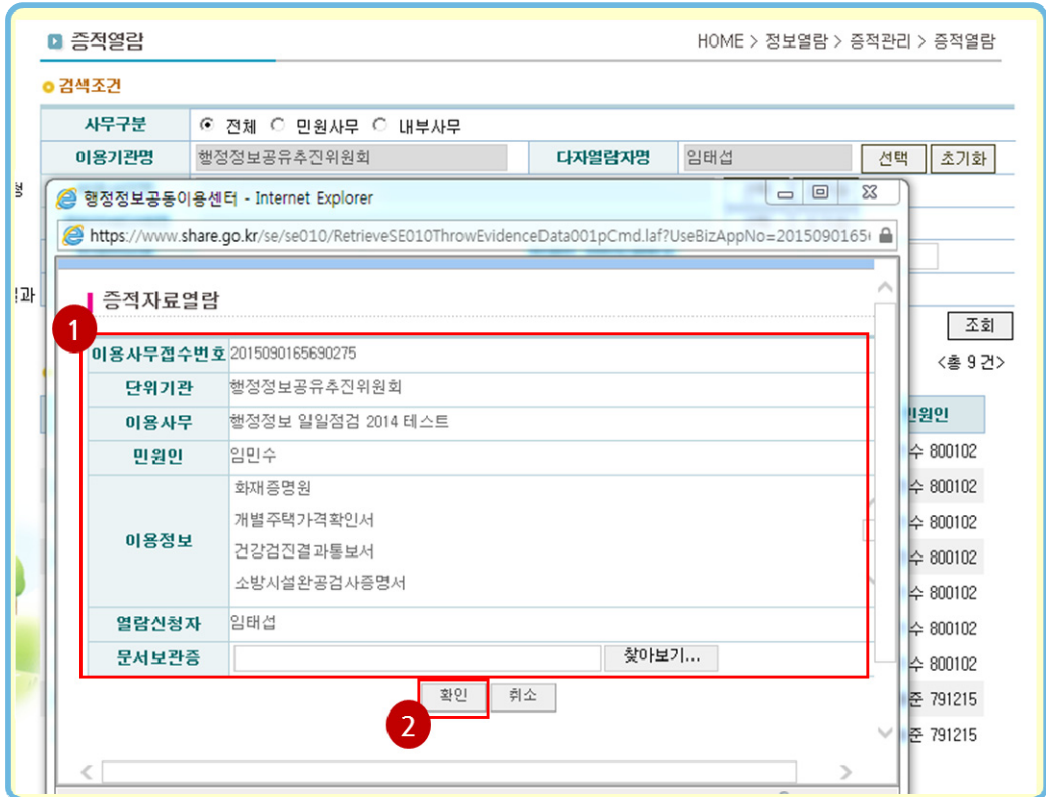 증적열람
HOME > 정보열람 > 증적관리 > 증적열람
검색조건
사무구분 전체 민원사무 내부사무
이용기관명 행정정보공유추진위원회 다자열람자명 임태섭 선택 초기화
행정정보공동이용센터 - Internet Explorer
https://www.share.go.kr/se/se010/RetrieveSE010ThrowEvidenceData001pCmd.laf?UseBizAppNo=2015090165
증적자료열람
1
조회
이용사무접수번호 2015090165690275
<총 9건>
단위기관 행정정보공유추진위원회
이용사무 행정정보 일일점검 2014 테스트
민원인
민원인 임민수
수 800102
화재증명원
수 800102
개별주택가격확인서
수 800102
이용정보
건강검진결과통보서
수 800102
소방시설완공검사증명서
수 800102
열람신청자 임태섭
수 800102
문서보관증 찾아보기...
수 800102
확인 취소
준 791215
2
준 791215